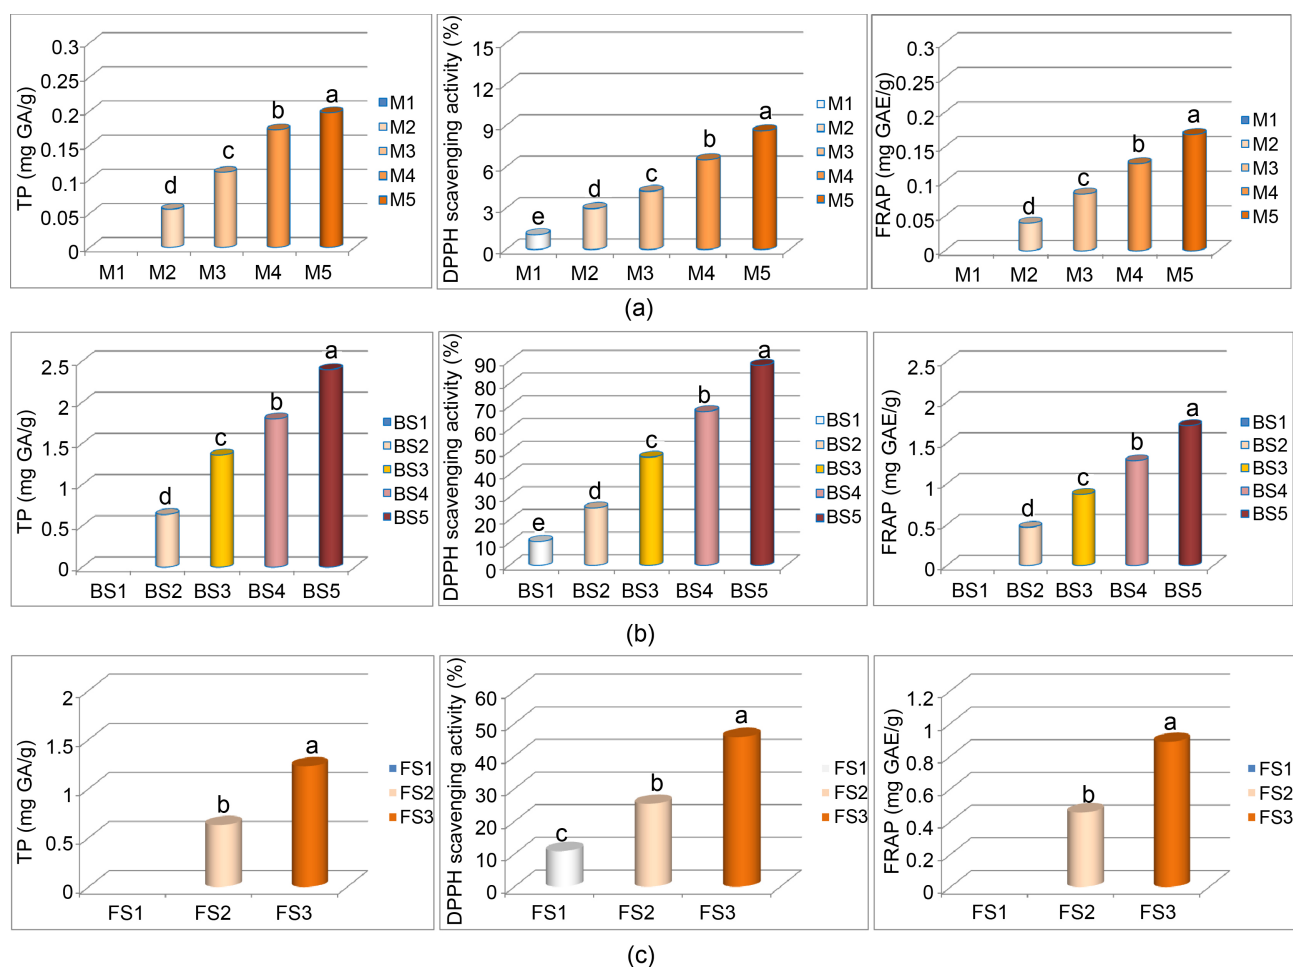 TP (mg GA/g)
0.3
0.25
0.2
0.15
0.1
0.05
0
d
c
b
a
M1 M2 M3 M4 M5
M1
M2
M3
M4
M5
DPPH scavenging activity (%)
15
12
9
6
3
0
e
d
c
b
a
M1 M2 M3 M4 M5
M1
M2
M3
M4
M5
FRAP (mg GAE/g)
0.3
0.25
0.2
0.15
0.1
0.05
0
d
c
b
a
M1 M2 M3 M4 M5
M1
M2
M3
M4
M5
(a)
TP (mg GA/g)
2.5
2
1.5
1
0.5
0
d
c
b
a
BS1 BS2 BS3 BS4 BS5
BS1
BS2
BS3
BS4
BS5
DPPH scavenging activity (%)
90
80
70
60
50
40
30
20
10
0
e
d
c
b
a
BS1 BS2 BS3 BS4 BS5
BS1
BS2
BS3
BS4
BS5
FRAP (mg GAE/g)
2.5
2
1.5
1
0.5
0
d
c
b
a
BS1 BS2 BS3 BS4 BS5
BS1
BS2
BS3
BS4
BS5
(b)
TP (mg GA/g)
2
1.5
1
0.5
0
b
a
FS1 FS2 FS3
FS1
FS2
FS3
DPPH scavenging activity (%)
60
50
40
30
20
10
0
c
b
a
FS1 FS2 FS3
FS1
FS2
FS3
FRAP (mg GAE/g)
1.2
1
0.8
0.6
0.4
0.2
0
b
a
FS1 FS2 FS3
FS1
FS2
FS3
(c)